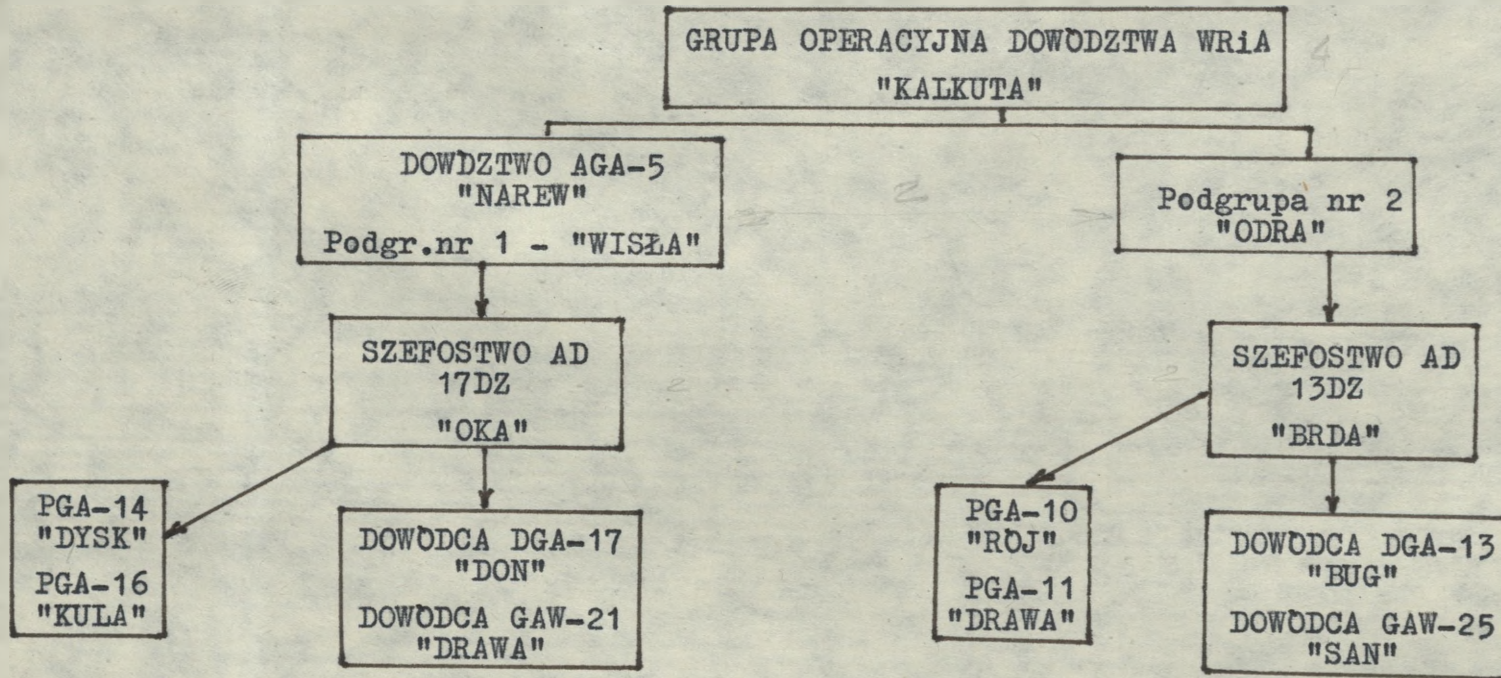 GRUPA OPERACYJNA DOWÓDZTWA WRiA
"KALKUTA"
DOWDZTWO AGA-5
"NAREW"
Podgr.nr 1 - "WISŁA"
Podgrupa nr 2
"ODRA"
SZEFOSTWO AD
17DZ
"OKA"
SZEFOSTWO AD
13DZ
"BRDA"
PGA-14
"DYSK"
PGA-16
"KULA"
DOWÓDCA DGA-17
"DON"
DOWÓDCA GAW-21
"DRAWA"
PGA-10
"RÓJ"
PGA-11
"DRAWA"
DOWÓDCA DGA-13
"BUG"
DOWÓDCA GAW-25
"SAN"